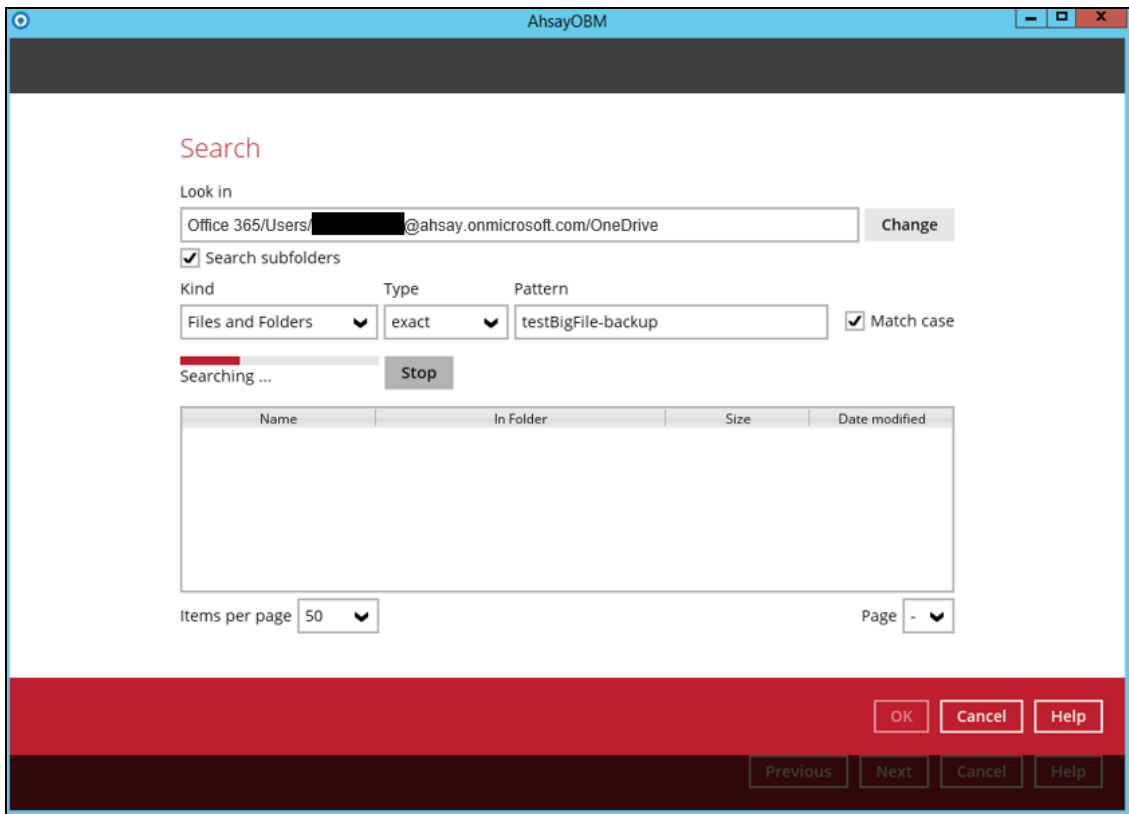 AhsayOBM
Search
Look in
Office 365/Users/ @ahsay.onmicrosoft.com/OneDrive Change
Search subfolders
Kind Type Pattern
Files and Folders exact testBigFile-backup Match case
Searching ... Stop
Name In Folder Size Date modified
Items per page 50 Page -
OK Cancel Help
Previous Next Cancel Help